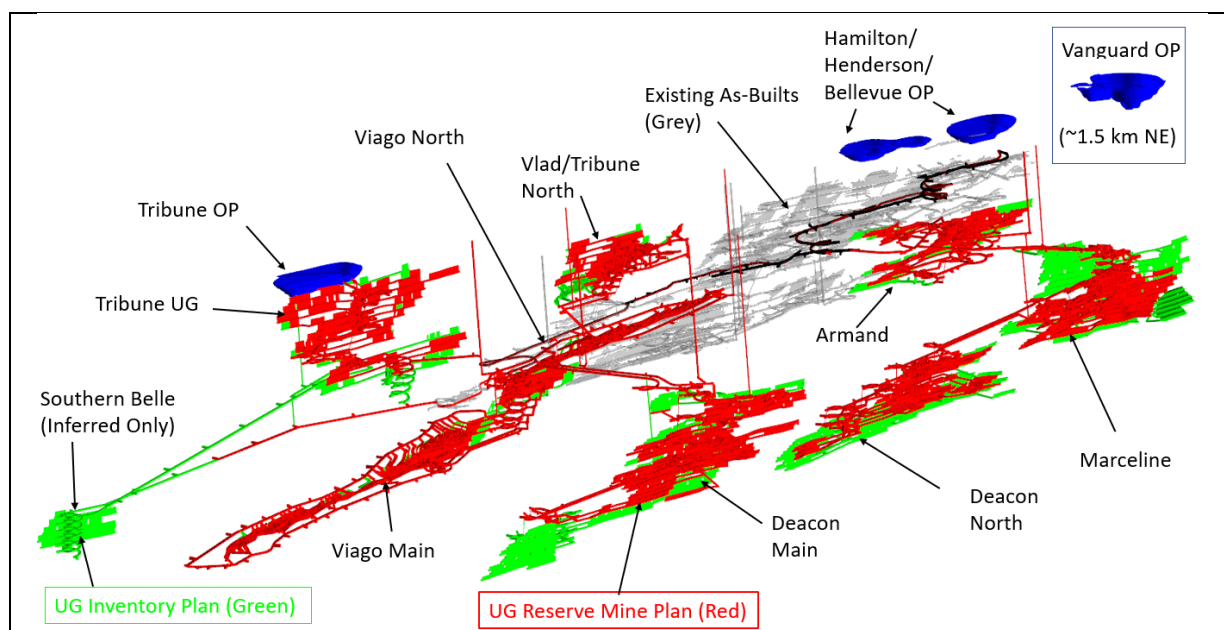 Hamilton/
Henderson/
Bellevue OP
Vanguard OP
(~1.5 km NE)
Existing As-Builts
(Grey)
Viago North
Vlad/Tribune
North
Tribune OP
Tribune UG
Armand
Southern Belle
(Inferred Only)
Marceline
Deacon
North
Deacon
Main
Viago Main
UG Inventory Plan (Green)
UG Reserve Mine Plan (Red)